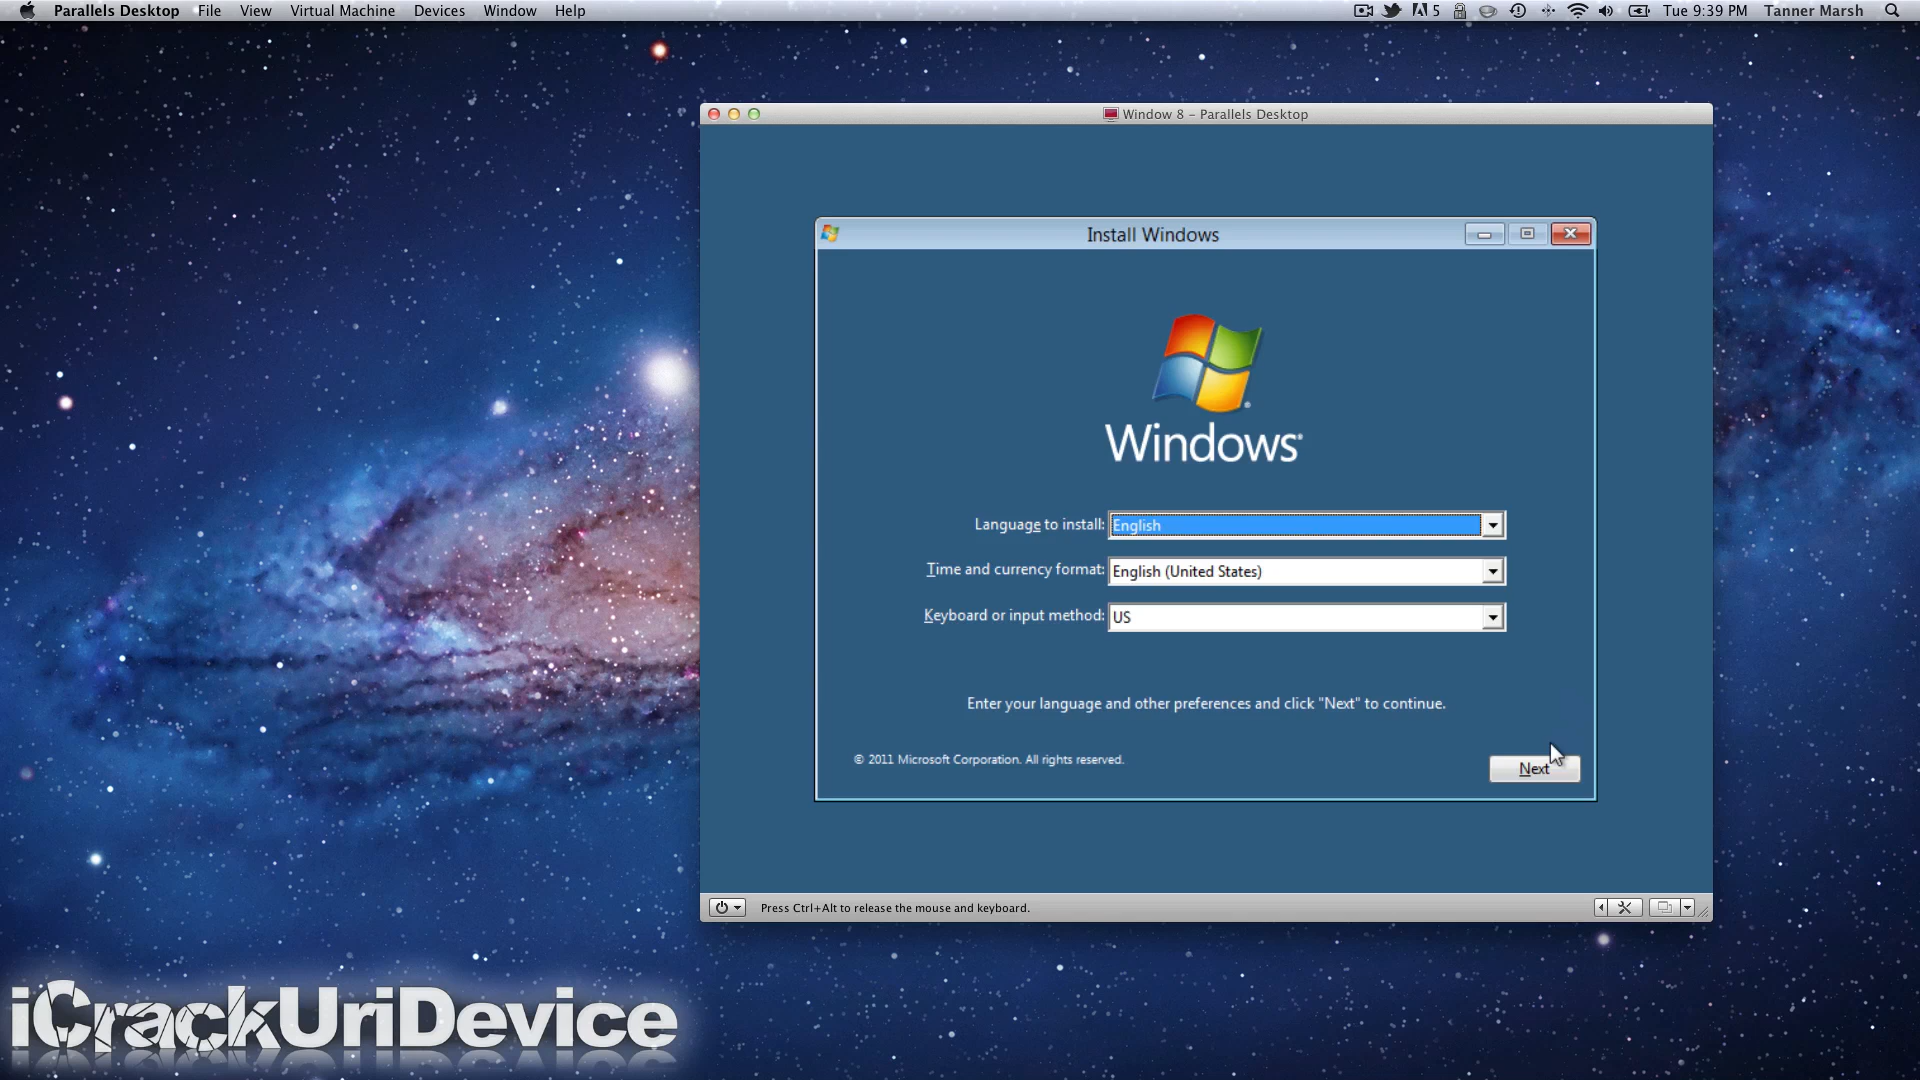 Parallels Desktop File View Virtual Machine Devices Window Help 5 Tue 9:39 PM Tanner Marsh
Window 8 - Parallels Desktop
Install Windows
Windows
Language to install: English
Time and currency format: English (United States)
Keyboard or input method: US
Enter your language and other preferences and click "Next" to continue.
© 2011 Microsoft Corporation. All rights reserved.
Next
Press Ctrl+Alt to release the mouse and keyboard.
iCrackUriDevice